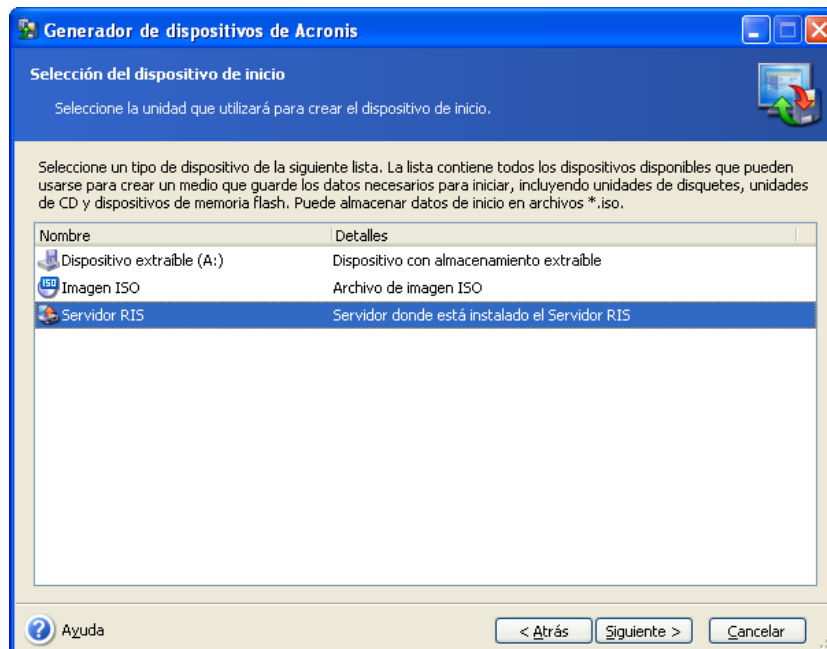 Generador de dispositivos de Acronis
Selección del dispositivo de inicio
Seleccione la unidad que utilizará para crear el dispositivo de inicio.
Seleccione un tipo de dispositivo de la siguiente lista. La lista contiene todos los dispositivos disponibles que pueden
usarse para crear un medio que guarde los datos necesarios para iniciar, incluyendo unidades de disquetes, unidades
de CD y dispositivos de memoria flash. Puede almacenar datos de inicio en archivos *.iso.
Nombre Detalles
Dispositivo extraíble (A:) Dispositivo con almacenamiento extraíble
ISO Imagen ISO Archivo de imagen ISO
Servidor RIS Servidor donde está instalado el Servidor RIS
Ayuda < Atrás Siguiente > Cancelar